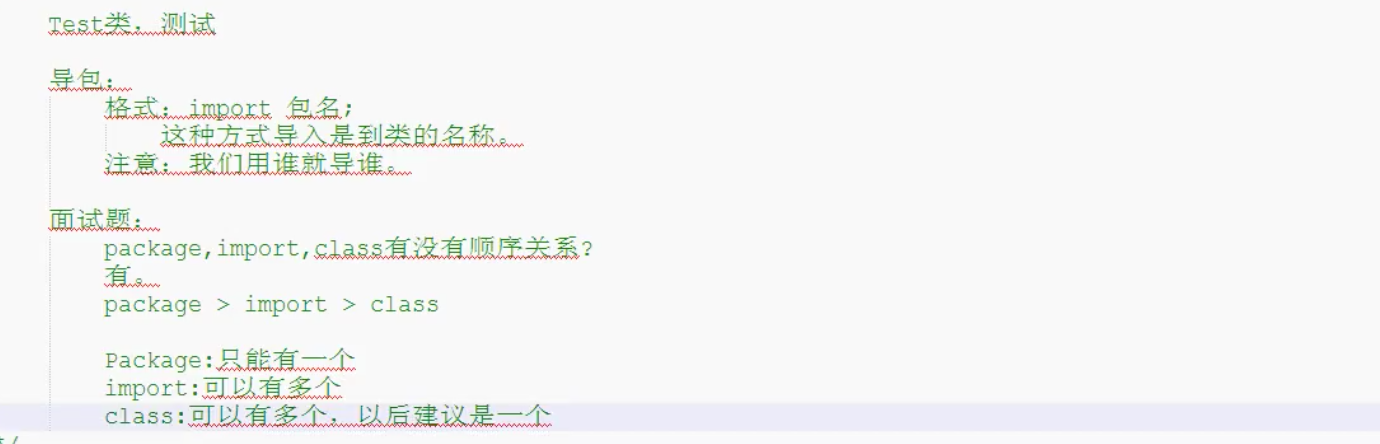 Test类，测试
导包：
格式：import 包名;
这种方式导入是到类的名称。
注意：我们用谁就导谁。
面试题：
package,import,class有没有顺序关系?
有。
package > import > class
Package:只能有一个
import:可以有多个
class:可以有多个，以后建议是一个
*/